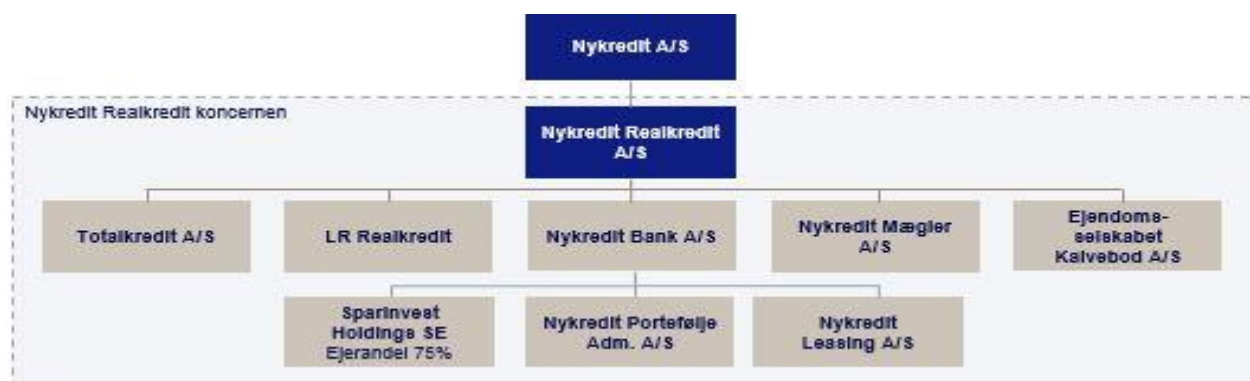 Nykredit A/S
Nykredit Realkredit koncernen
Nykredit Realkredit
A/S
Totalkredit A/S
LR Realkredit
Nykredit Bank A/S
Nykredit Mægler
A/S
Ejendoms-
selskabet
Kalvebod A/S
Sparinvest
Holdings SE
Ejerandel 75%
Nykredit Portefølje
Adm. A/S
Nykredit
Leasing A/S